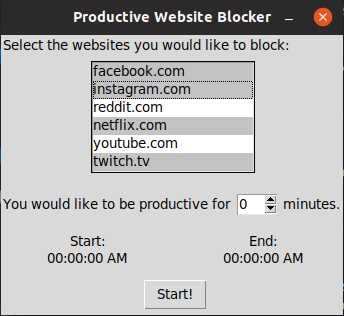 Productive Website Blocker
Select the websites you would like to block:
facebook.com
instagram.com
reddit.com
netflix.com
youtube.com
twitch.tv
You would like to be productive for 0 minutes.
Start: End:
00:00:00 AM 00:00:00 AM
Start!